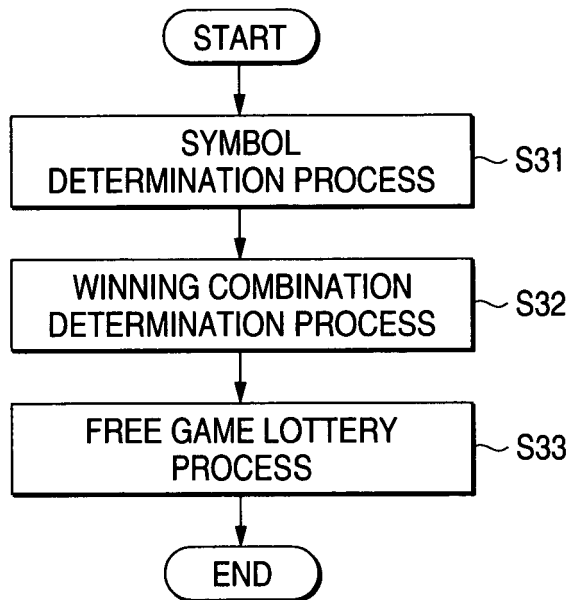 START
SYMBOL
DETERMINATION PROCESS
S31
WINNING COMBINATION
DETERMINATION PROCESS
S32
FREE GAME LOTTERY
PROCESS
S33
END